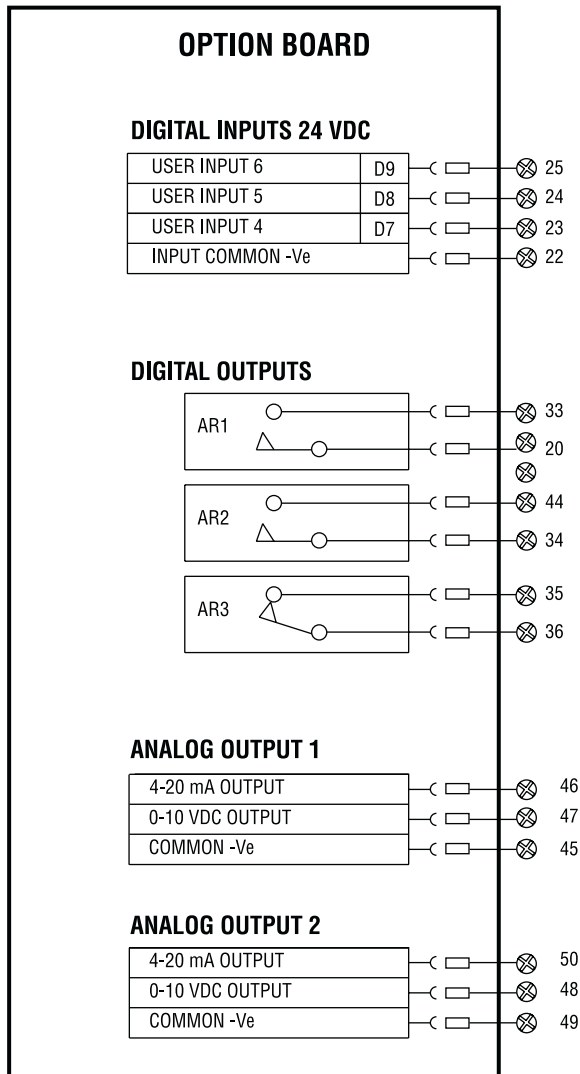 OPTION BOARD
DIGITAL INPUTS 24 VDC
USER INPUT 6 D9 25
USER INPUT 5 D8 24
USER INPUT 4 D7 23
INPUT COMMON -Ve 22
DIGITAL OUTPUTS
AR1 33
20
AR2 44
34
AR3 35
36
ANALOG OUTPUT 1
4-20 mA OUTPUT 46
0-10 VDC OUTPUT 47
COMMON -Ve 45
ANALOG OUTPUT 2
4-20 mA OUTPUT 50
0-10 VDC OUTPUT 48
COMMON -Ve 49